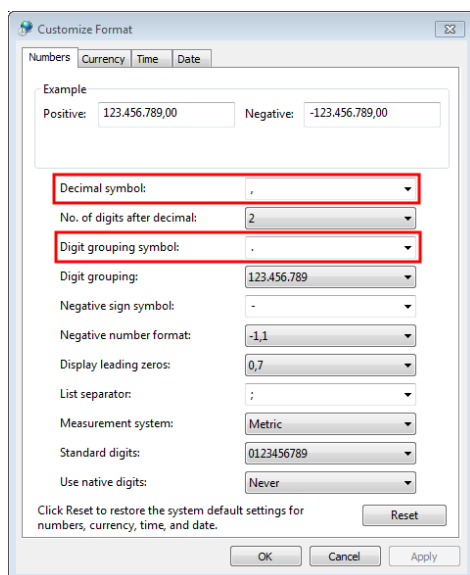 Customize Format
Numbers Currency Time Date
Example
Positive: 123.456.789,00 Negative: -123.456.789,00
Decimal symbol: ,
No. of digits after decimal: 2
Digit grouping symbol: .
Digit grouping: 123.456.789
Negative sign symbol: -
Negative number format: -1,1
Display leading zeros: 0,7
List separator: ;
Measurement system: Metric
Standard digits: 0123456789
Use native digits: Never
Click Reset to restore the system default settings for
numbers, currency, time, and date.
Reset
OK Cancel Apply